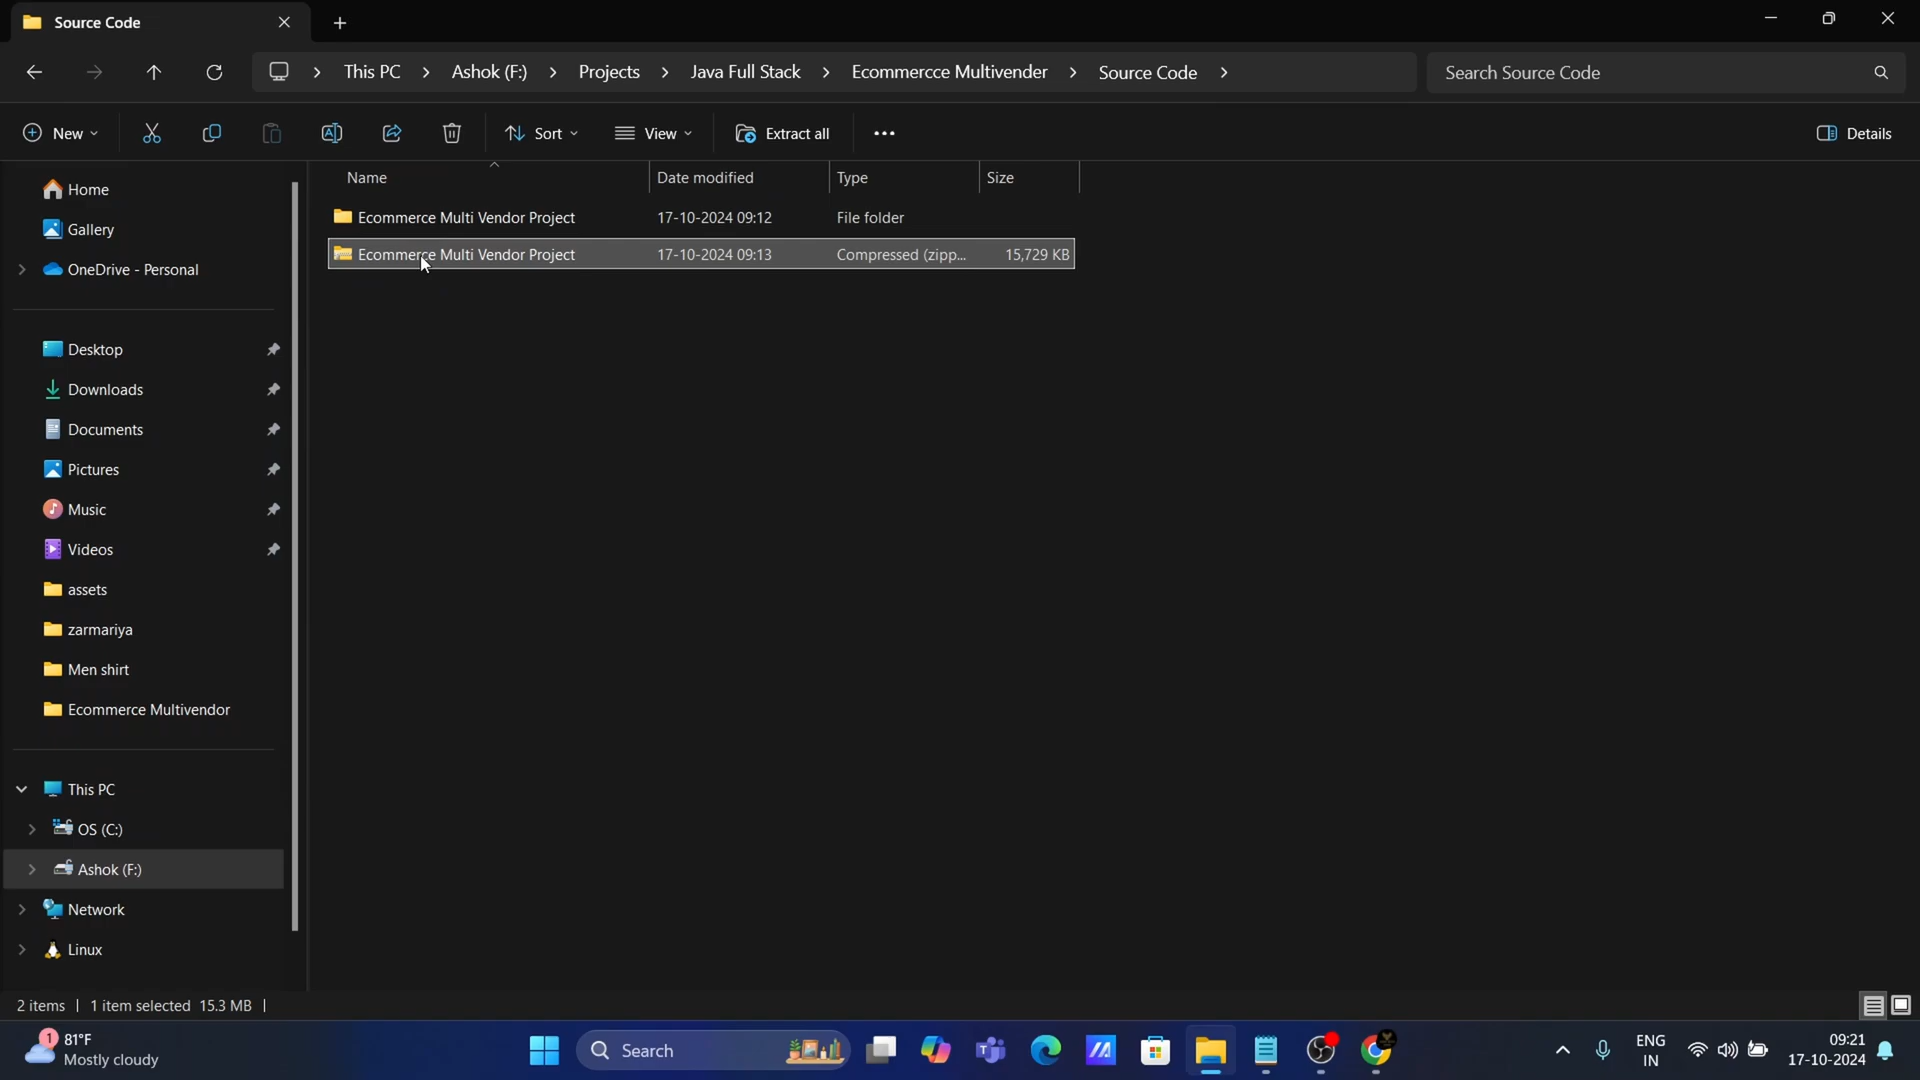 Source Code
This PC Ashok (F:) Projects Java Full Stack Ecommercce Multivender Source Code
Search Source Code
New Sort View Extract all Details
Name Date modified Type Size
Ecommerce Multi Vendor Project 17-10-2024 09:12 File folder
Ecommerce Multi Vendor Project 17-10-2024 09:13 Compressed (zipp... 15,729 KB
Home
Gallery
OneDrive - Personal
Desktop
Downloads
Documents
Pictures
Music
Videos
assets
zarmariya
Men shirt
Ecommerce Multivendor
This PC
OS (C:)
Ashok (F:)
Network
Linux
2 items 1 item selected 15.3 MB
1
81°F
Mostly cloudy
Search
ENG
IN
09:21
17-10-2024